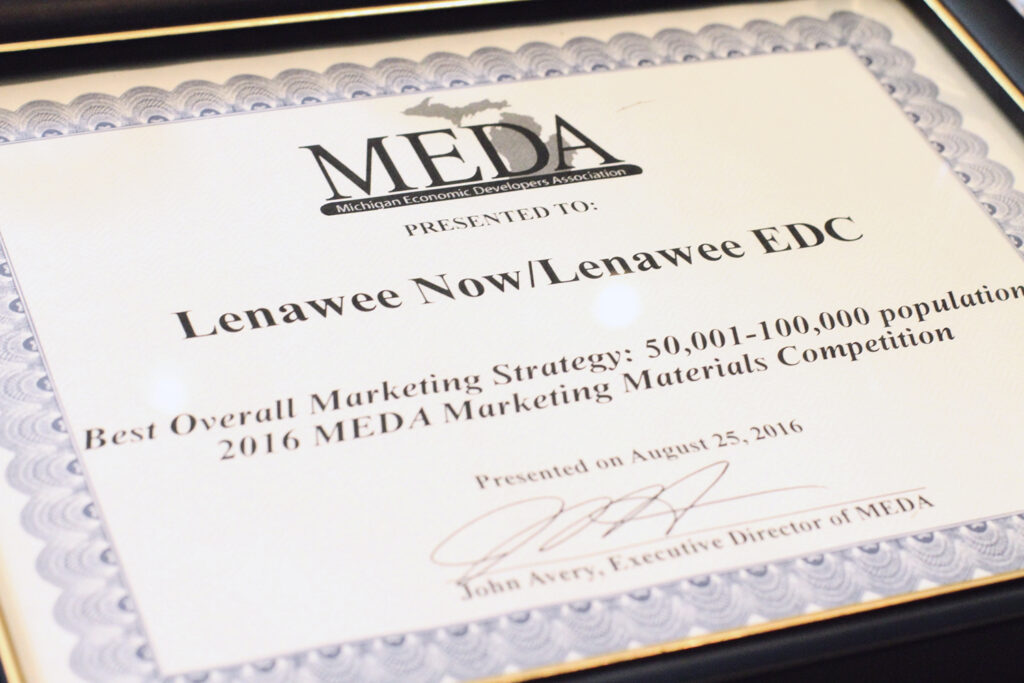 MEDA
Michigan Economic Developers Association
PRESENTED TO:
Lenawee Now/Lenawee EDC
Best Overall Marketing Strategy: 50,001-100,000 population
2016 MEDA Marketing Materials Competition
Presented on August 25, 2016
John Avery, Executive Director of MEDA